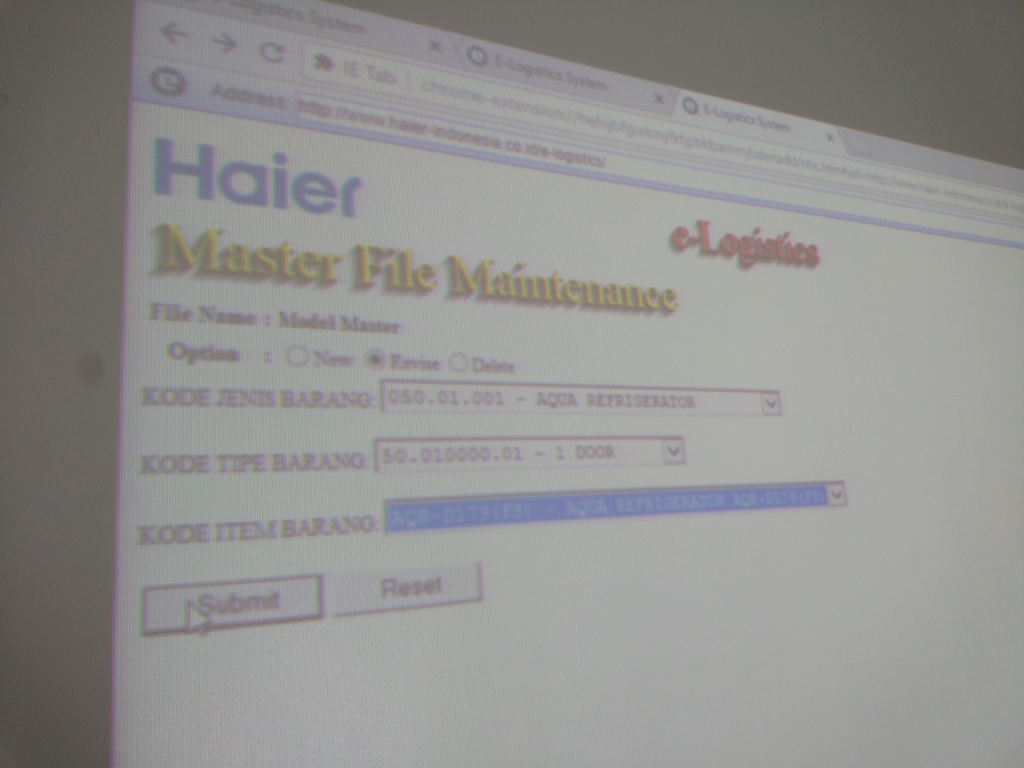 E-Logistics System
E-Logistics System
E-Logistics System
IE Tab
Address http://www.haier-indonesia.co.id/e-logistics/
Haier
e-Logistics
Master File Maintenance
File Name : Model Master
Option : New Revise Delete
KODE JENIS BARANG: 050.01.001 - AQUA REFRIGERATOR
KODE TIPE BARANG: 50.010000.01 - 1 DOOR
KODE ITEM BARANG: AQR-D179(FS) - AQUA REFRIGERATOR AQR-D179(FS)
Submit Reset